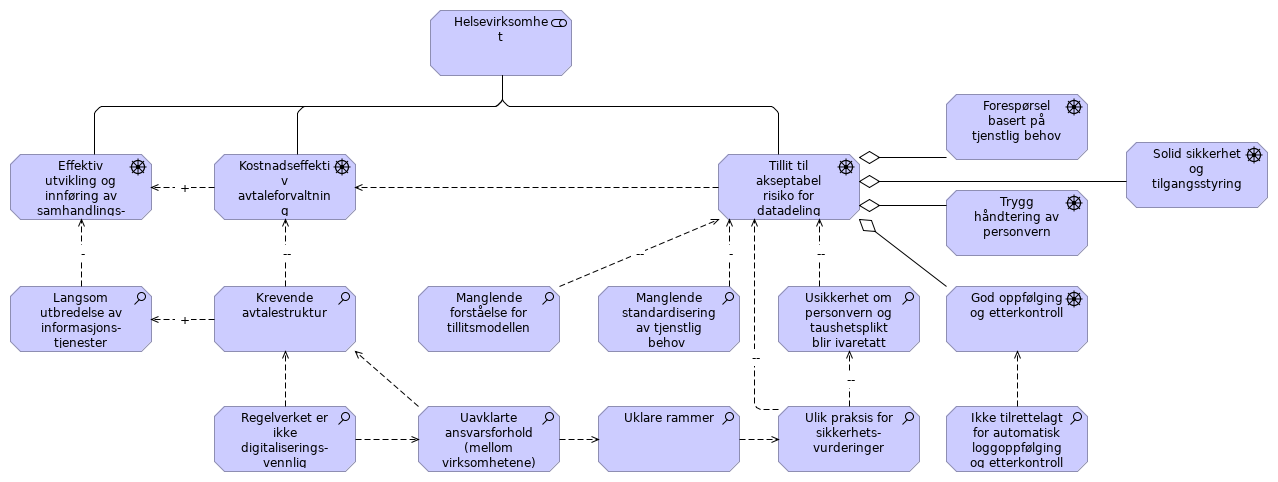 Helsevirksomhe
t
Forespørsel
basert på
tjenstlig behov
Solid sikkerhet
og
tilgangsstyring
Effektiv
utvikling og
innføring av
samhandlings-
+
Kostnadseffekti
v
avtaleforvaltnin
g
Tillit til
akseptabel
risiko for
datadeling
Trygg
håndtering av
personvern
-
--
--
-
--
Langsom
utbredelse av
informasjons-
tjenester
+
Krevende
avtalestruktur
Manglende
forståelse for
tillitsmodellen
Manglende
standardisering
av tjenstlig
behov
Usikkerhet om
personvern og
taushetsplikt
blir ivaretatt
God oppfølging
og etterkontroll
--
--
Regelverket er
ikke
digitaliserings-
vennlig
Uavklarte
ansvarsforhold
(mellom
virksomhetene)
Uklare rammer
Ulik praksis for
sikkerhets-
vurderinger
Ikke tilrettelagt
for automatisk
loggoppfølging
og etterkontroll